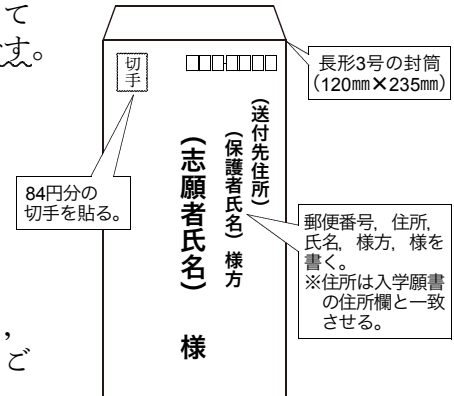 て
す。
長形3号の封筒
(120㎜×235㎜)
切手
(送付先住所)
(保護者氏名) 様方
(志願者氏名) 様
84円分の
切手を貼る。
郵便番号,住所,
氏名,様方,様を
書く。
※住所は入学願書
の住所欄と一致
させる。
,
ご